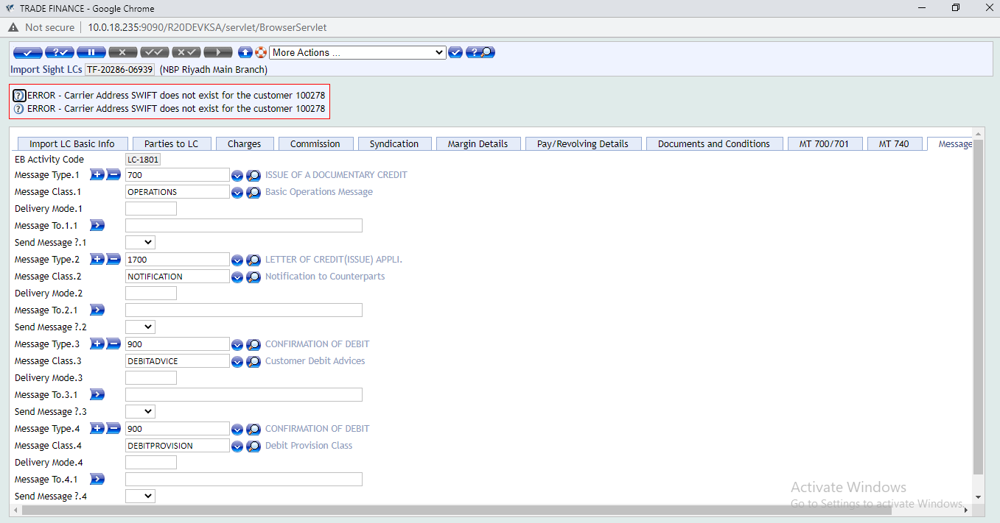 TRADE FINANCE - Google Chrome
Not secure 10.0.18.235:9090/R20DEVKSA/servlet/BrowserServlet
More Actions ...
Import Sight LCs TF-20286-06939 (NBP Riyadh Main Branch)
ERROR - Carrier Address SWIFT does not exist for the customer 100278
ERROR - Carrier Address SWIFT does not exist for the customer 100278
Import LC Basic Info Parties to LC Charges Commission Syndication Margin Details Pay/Revolving Details Documents and Conditions MT 700/701 MT 740 Message
EB Activity Code LC-1801
Message Type.1 700 ISSUE OF A DOCUMENTARY CREDIT
Message Class.1 OPERATIONS Basic Operations Message
Delivery Mode.1
Message To.1.1
Send Message ?.1
Message Type.2 1700 LETTER OF CREDIT(ISSUE) APPLI.
Message Class.2 NOTIFICATION Notification to Counterparts
Delivery Mode.2
Message To.2.1
Send Message ?.2
Message Type.3 900 CONFIRMATION OF DEBIT
Message Class.3 DEBITADVICE Customer Debit Advices
Delivery Mode.3
Message To.3.1
Send Message ?.3
Message Type.4 900 CONFIRMATION OF DEBIT
Message Class.4 DEBITPROVISION Debit Provision Class
Delivery Mode.4
Message To.4.1
Send Message ?.4
Activate Windows
Go to Settings to activate Windows.